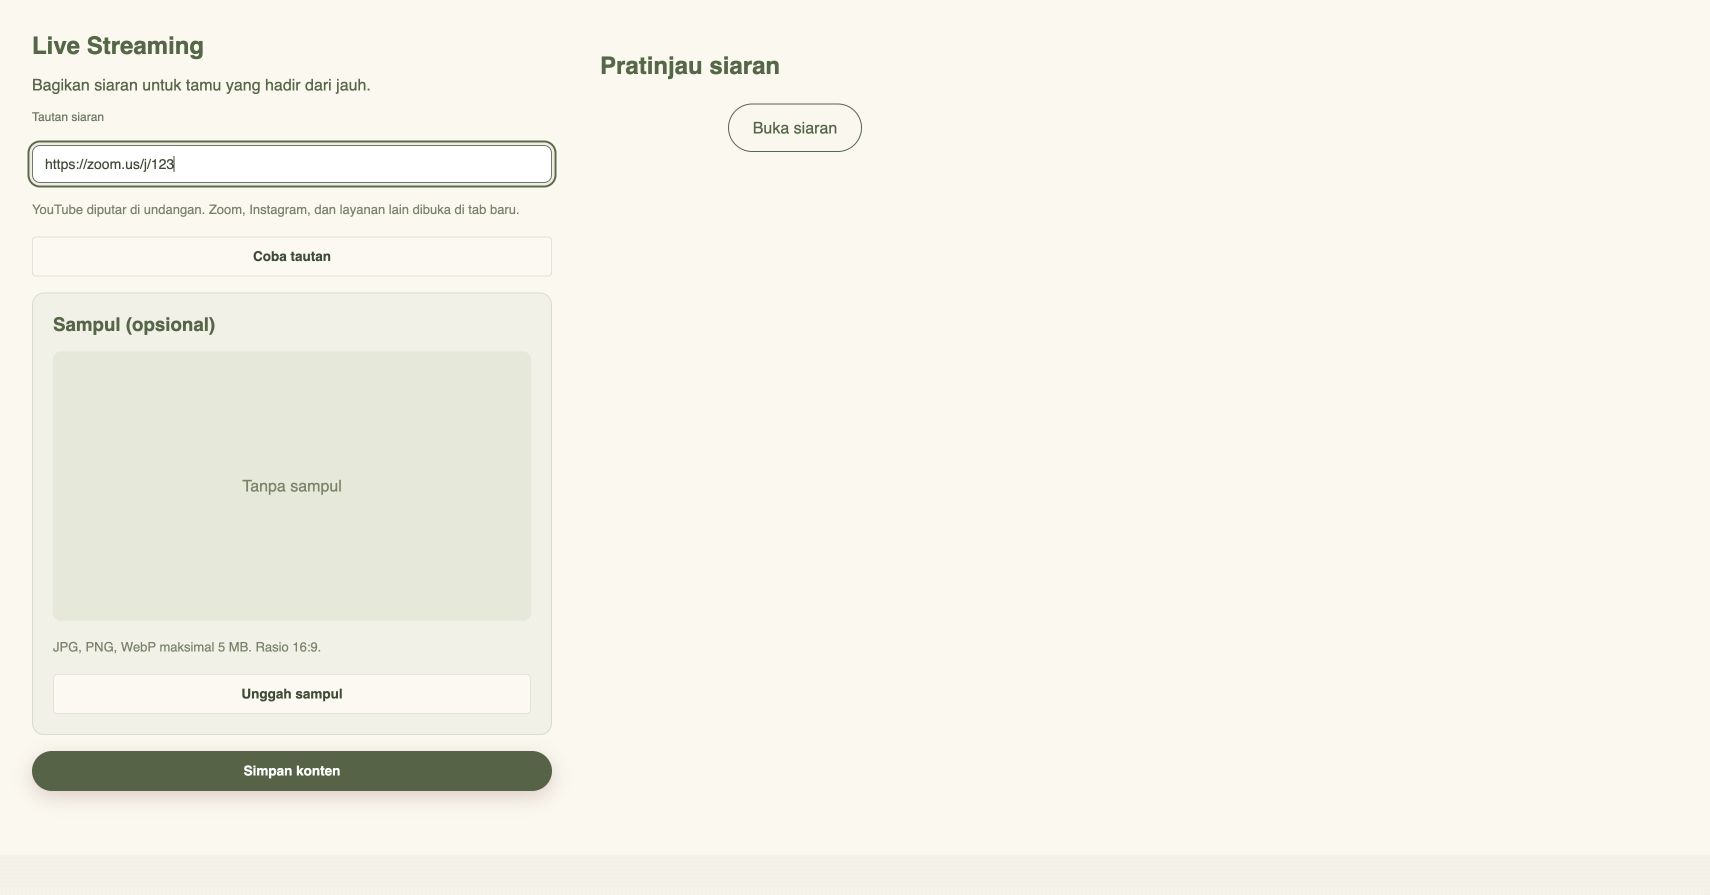 Live Streaming
Bagikan siaran untuk tamu yang hadir dari jauh.
Tautan siaran
https://zoom.us/j/123
YouTube diputar di undangan. Zoom, Instagram, dan layanan lain dibuka di tab baru.
Coba tautan
Sampul (opsional)
Tanpa sampul
JPG, PNG, WebP maksimal 5 MB. Rasio 16:9.
Unggah sampul
Simpan konten
Pratinjau siaran
Buka siaran